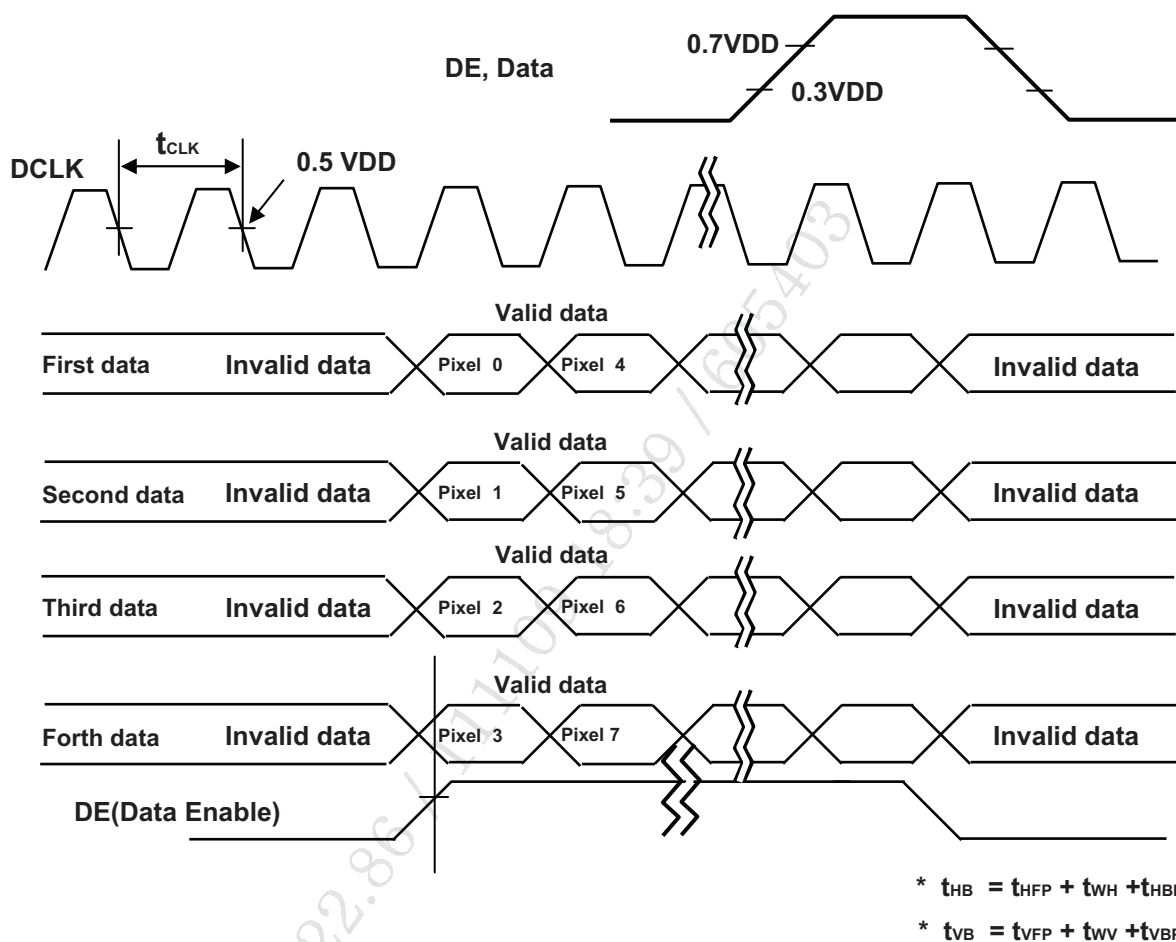 0.7VDD
DE, Data
0.3VDD
tCLK
DCLK
0.5 VDD
Valid data
First data Invalid data Pixel 0 Pixel 4 Invalid data
Valid data
Second data Invalid data Pixel 1 Pixel 5 Invalid data
Valid data
Third data Invalid data Pixel 2 Pixel 6 Invalid data
Valid data
Forth data Invalid data Pixel 3 Pixel 7 Invalid data
DE(Data Enable)
* tHB = tHFP + tWH +
* tVB = tVFP + tWV +